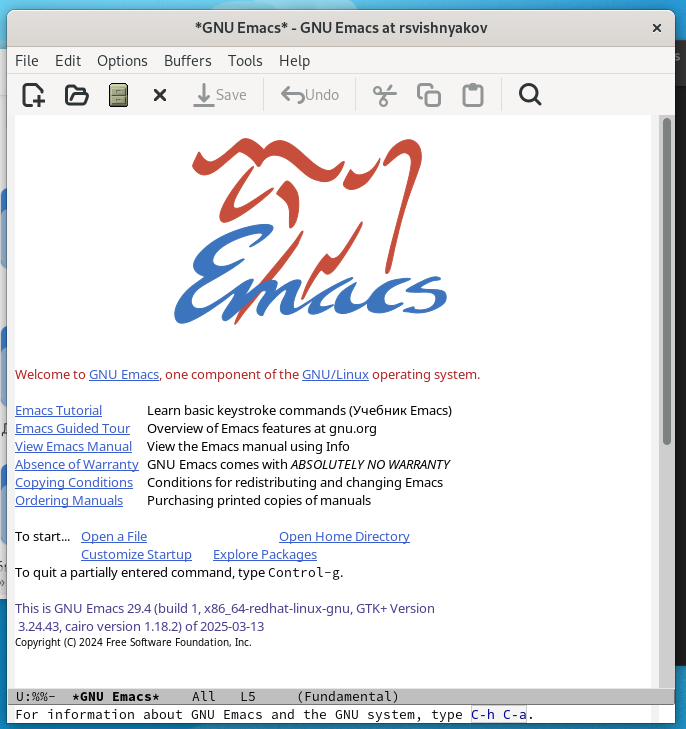 *GNU Emacs* - GNU Emacs at rsvishnyakov
File Edit Options Buffers Tools Help
Save Undo
Emacs
Welcome to GNU Emacs, one component of the GNU/Linux operating system.
Emacs Tutorial Learn basic keystroke commands (Учебник Emacs)
Emacs Guided Tour Overview of Emacs features at gnu.org
View Emacs Manual View the Emacs manual using Info
Absence of Warranty GNU Emacs comes with ABSOLUTELY NO WARRANTY
Copying Conditions Conditions for redistributing and changing Emacs
Ordering Manuals Purchasing printed copies of manuals
To start... Open a File Open Home Directory
Customize Startup Explore Packages
To quit a partially entered command, type Control-g.
This is GNU Emacs 29.4 (build 1, x86_64-redhat-linux-gnu, GTK+ Version
3.24.43, cairo version 1.18.2) of 2025-03-13
Copyright (C) 2024 Free Software Foundation, Inc.
U:%%- *GNU Emacs* All L5 (Fundamental)
For information about GNU Emacs and the GNU system, type C-h C-a.